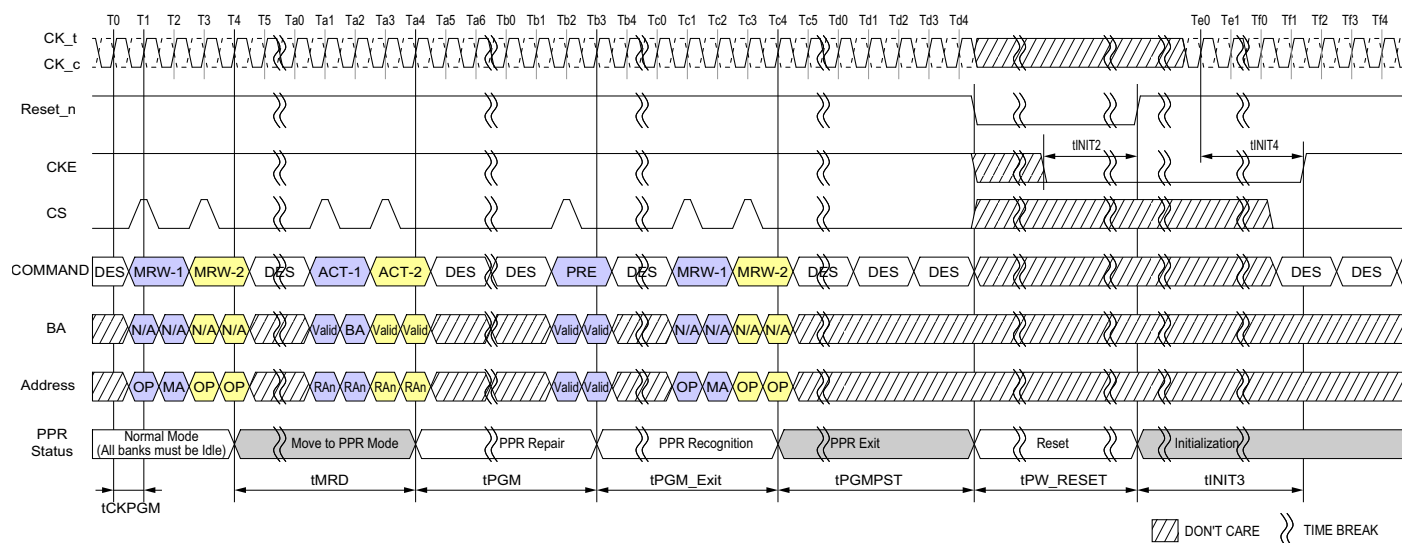 T0 T1 T2 T3 T4 T5 Ta0 Ta1 Ta2 Ta3 Ta4 Ta5 Ta6 Tb0 Tb1 Tb2 Tb3 Tb4 Tc0 Tc1 Tc2 Tc3 Tc4 Tc5 Td0 Td1 Td2 Td3 Td4 Te0 Te1 Tf0 Tf1 Tf2 Tf3 Tf4
CK_t
CK_c
Reset_n
tINIT2 tINIT4
CKE
CS
COMMAND DES MRW-1 MRW-2 DES ACT-1 ACT-2 DES DES PRE DES MRW-1 MRW-2 DES DES DES DES DES
BA N/A N/A N/A N/A Valid BA Valid Valid Valid Valid N/A N/A N/A N/A
Address OP MA OP OP RAn RAn RAn RAn Valid Valid OP MA OP OP
PPR
Status
Normal Mode
(All banks must be Idle)
Move to PPR Mode PPR Repair PPR Recognition PPR Exit Reset Initialization
tMRD tPGM tPGM_Exit tPGMPST tPW_RESET tINIT3
tCKPGM
DON'T CARE TIME BREAK